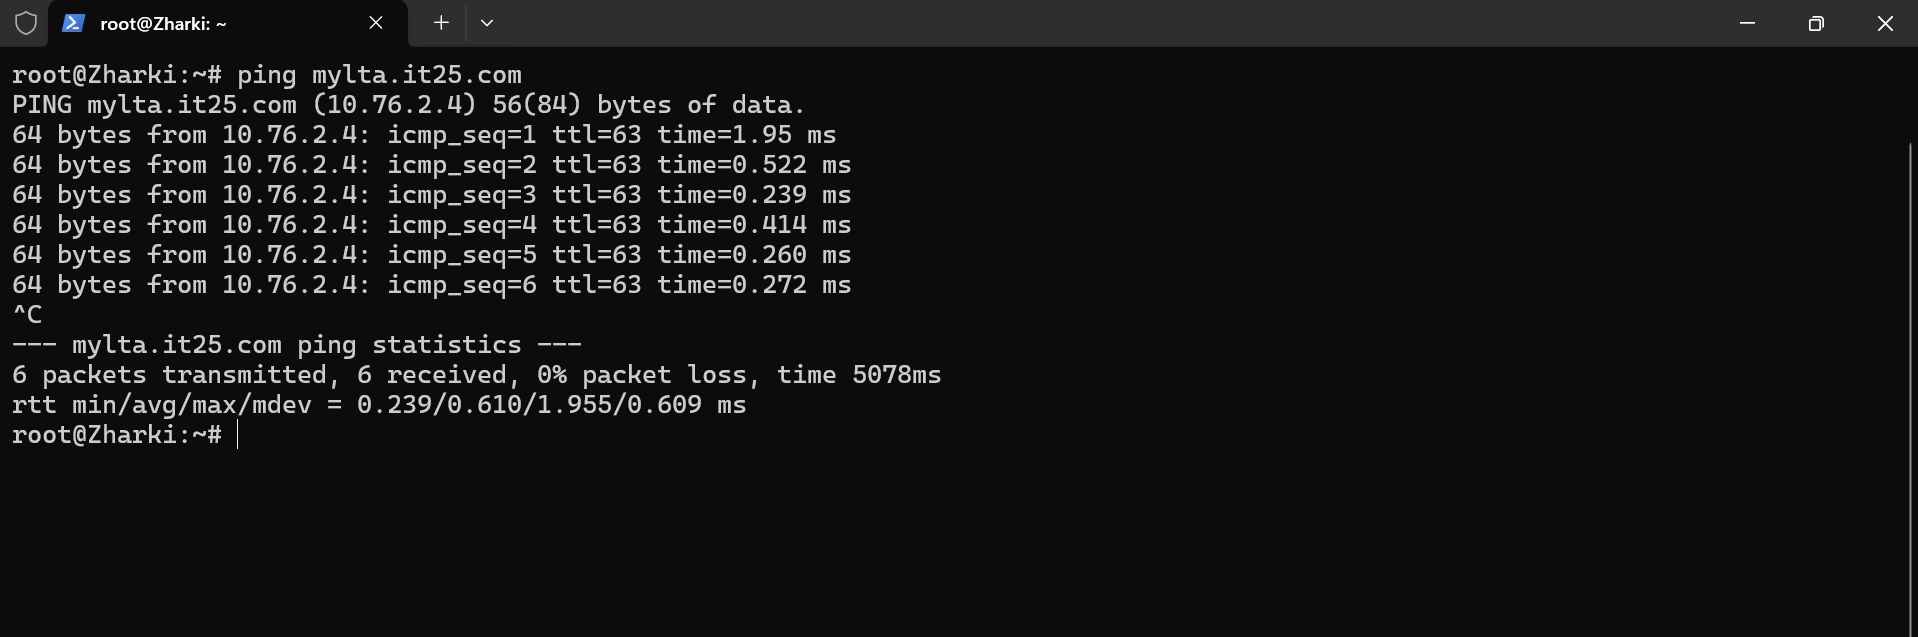 root@Zharki: ~
root@Zharki:~# ping mylta.it25.com
PING mylta.it25.com (10.76.2.4) 56(84) bytes of data.
64 bytes from 10.76.2.4: icmp_seq=1 ttl=63 time=1.95 ms
64 bytes from 10.76.2.4: icmp_seq=2 ttl=63 time=0.522 ms
64 bytes from 10.76.2.4: icmp_seq=3 ttl=63 time=0.239 ms
64 bytes from 10.76.2.4: icmp_seq=4 ttl=63 time=0.414 ms
64 bytes from 10.76.2.4: icmp_seq=5 ttl=63 time=0.260 ms
64 bytes from 10.76.2.4: icmp_seq=6 ttl=63 time=0.272 ms
^C
--- mylta.it25.com ping statistics ---
6 packets transmitted, 6 received, 0% packet loss, time 5078ms
rtt min/avg/max/mdev = 0.239/0.610/1.955/0.609 ms
root@Zharki:~#